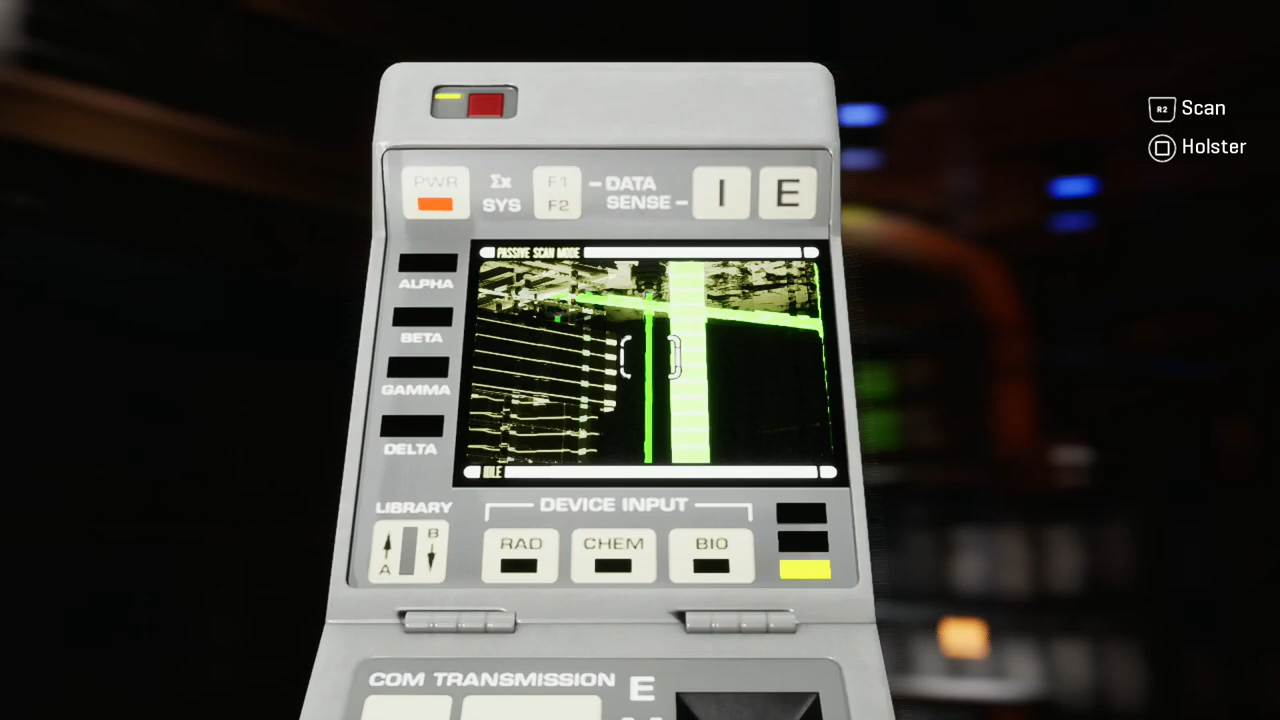 R2 Scan
Holster
PWR
Σx
SYS
F1
F2
DATA
SENSE
I
E
PASSIVE SCAN MODE
ALPHA
BETA
GAMMA
DELTA
IDLE
LIBRARY
A
B
DEVICE INPUT
RAD
CHEM
BIO
COM TRANSMISSION
E